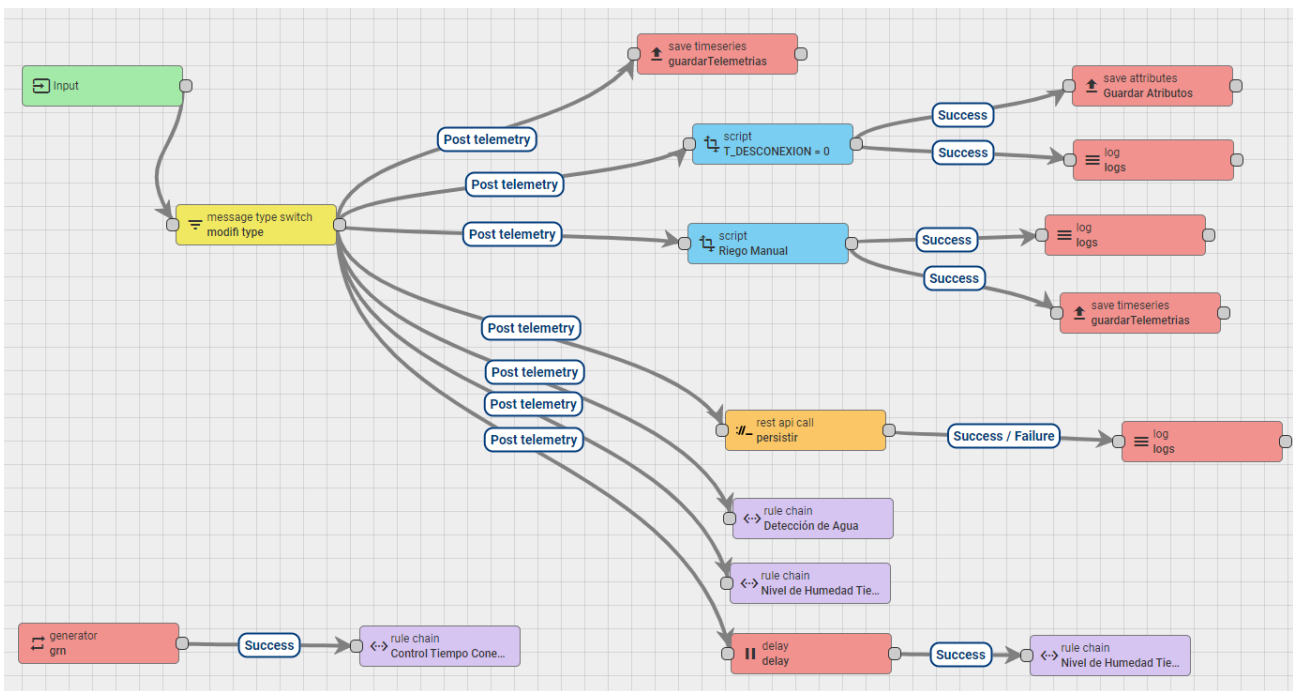 Input
message type switch
modifi type
Post telemetry
save timeseries
guardarTelemetrias
Post telemetry
script
T_DESCONEXION = 0
Success
save attributes
Guardar Atributos
Success
log
logs
Post telemetry
script
Riego Manual
Success
log
logs
Success
save timeseries
guardarTelemetrias
Post telemetry
rest api call
persistir
Success / Failure
log
logs
Post telemetry
rule chain
Detección de Agua
Post telemetry
rule chain
Nivel de Humedad Tie...
Post telemetry
delay
delay
Success
rule chain
Nivel de Humedad Tie...
generator
grn
Success
rule chain
Control Tiempo Cone...